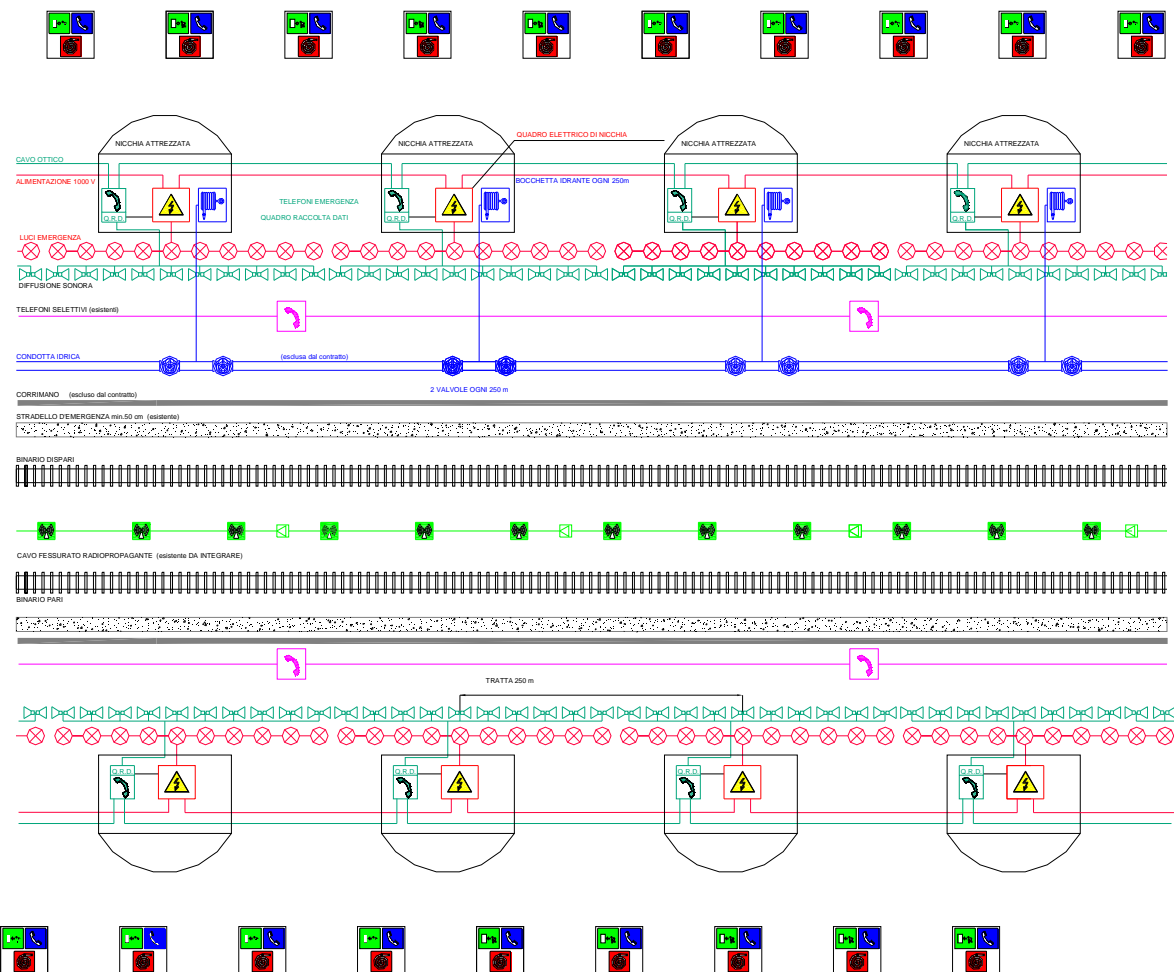 NICCHIA ATTREZZATA
NICCHIA ATTREZZATA
QUADRO ELETTRICO DI NICCHIA
NICCHIA ATTREZZATA
NICCHIA ATTREZZATA
CAVO OTTICO
ALIMENTAZIONE 1000 V
BOCCHETTA IDRANTE OGNI 250m
TELEFONI EMERGENZA
QUADRO RACCOLTA DATI
Q.R.D.
Q.R.D.
Q.R.D.
Q.R.D.
LUCI EMERGENZA
DIFFUSIONE SONORA
TELEFONI SELETTIVI (esistenti)
CONDOTTA IDRICA (esclusa dal contratto)
2 VALVOLE OGNI 250 m
CORRIMANO (escluso dal contratto)
STRADELLO D'EMERGENZA min.50 cm (esistente)
BINARIO DISPARI
CAVO FESSURATO RADIOPROPAGANTE (esistente DA INTEGRARE)
BINARIO PARI
TRATTA 250 m
Q.R.D.
Q.R.D.
Q.R.D.
Q.R.D.